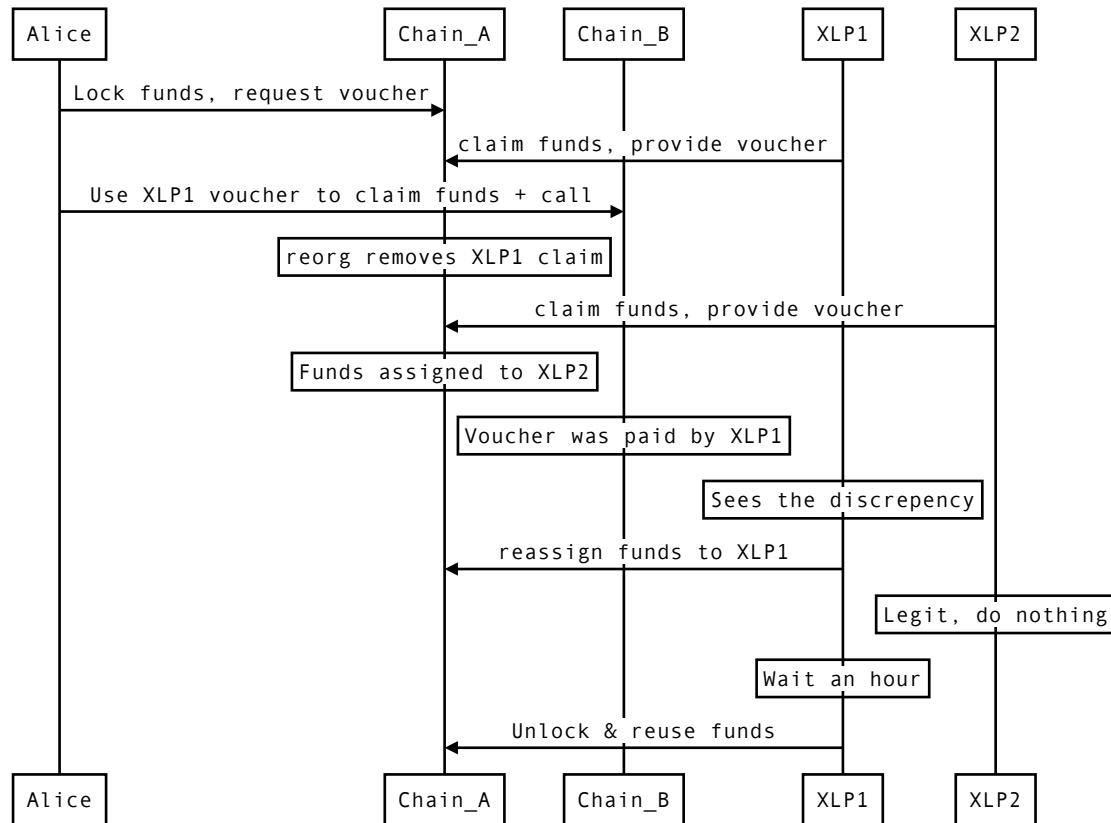 Alice Chain_A Chain_B XLP1 XLP2
Lock funds, request voucher
claim funds, provide voucher
Use XLP1 voucher to claim funds + call
reorg removes XLP1 claim
claim funds, provide voucher
Funds assigned to XLP2
Voucher was paid by XLP1
Sees the discrepency
reassign funds to XLP1
Legit, do nothing
Wait an hour
Unlock & reuse funds
Alice Chain_A Chain_B XLP1 XLP2